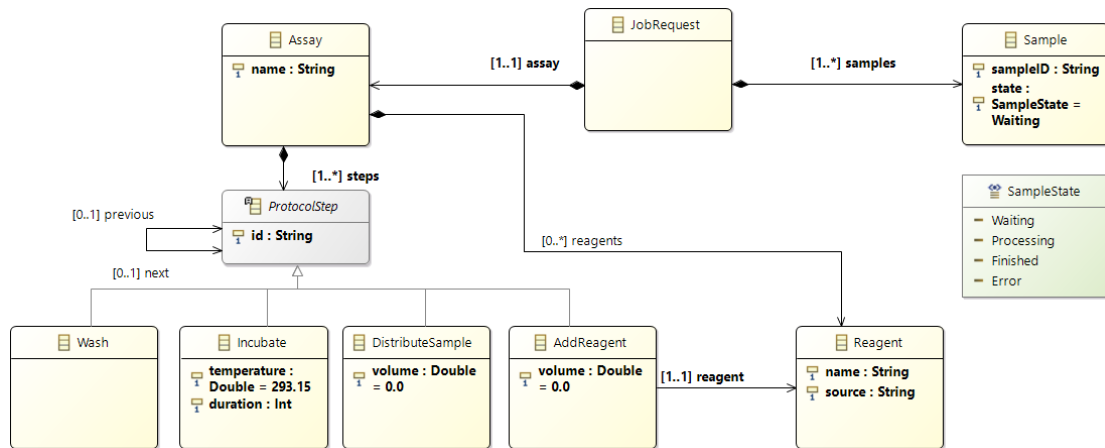 Assay
name : String
JobRequest
Sample
sampleID : String
state :
SampleState =
Waiting
[1..1] assay
[1..*] samples
[1..*] steps
ProtocolStep
id : String
[0..1] previous
[0..1] next
[0..*] reagents
SampleState
Waiting
Processing
Finished
Error
Wash
Incubate
temperature :
Double = 293.15
duration : Int
DistributeSample
volume : Double
= 0.0
AddReagent
volume : Double
= 0.0
[1..1] reagent
Reagent
name : String
source : String